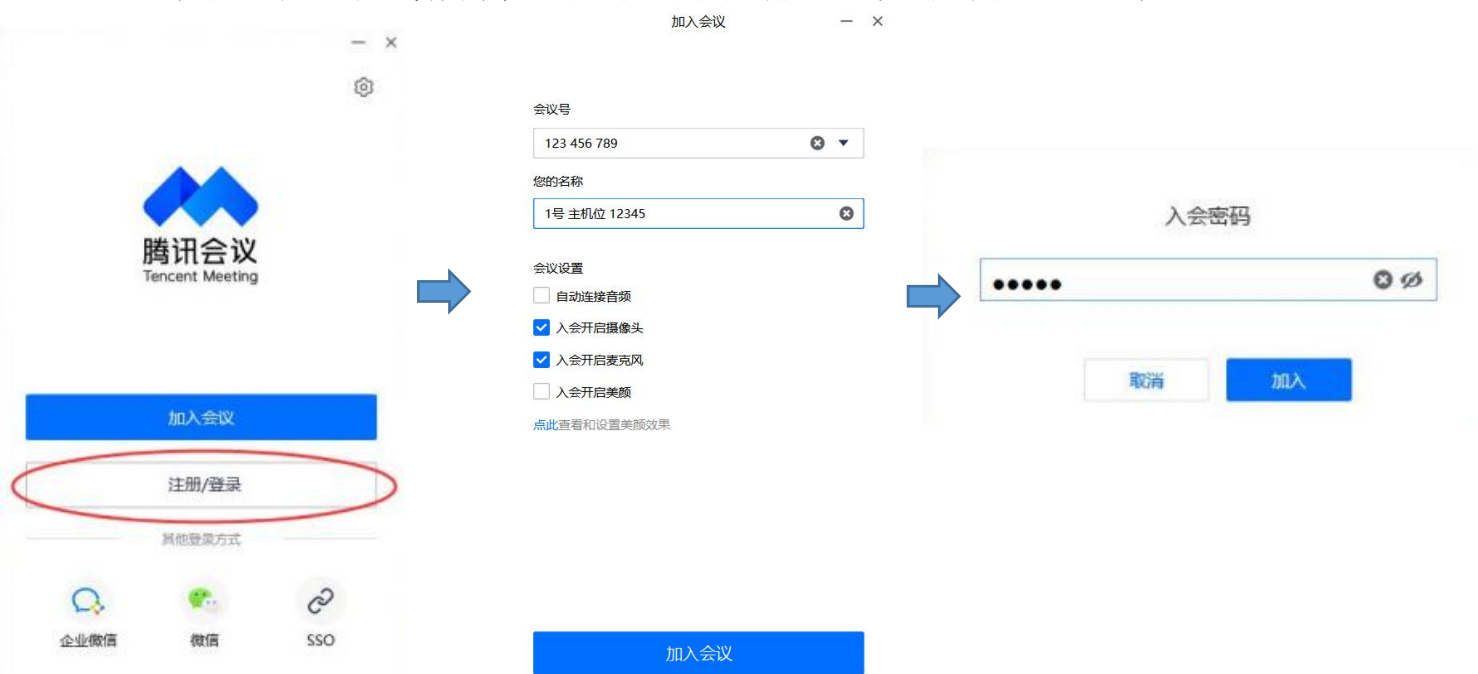 腾讯会议
Tencent Meeting
加入会议
注册/登录
其他登录方式
企业微信
微信
SSO
加入会议
会议号
123 456 789
您的名称
1号 主机位 12345
会议设置
自动连接音频
入会开启摄像头
入会开启麦克风
入会开启美颜
点此查看和设置美颜效果
加入会议
入会密码
取消
加入